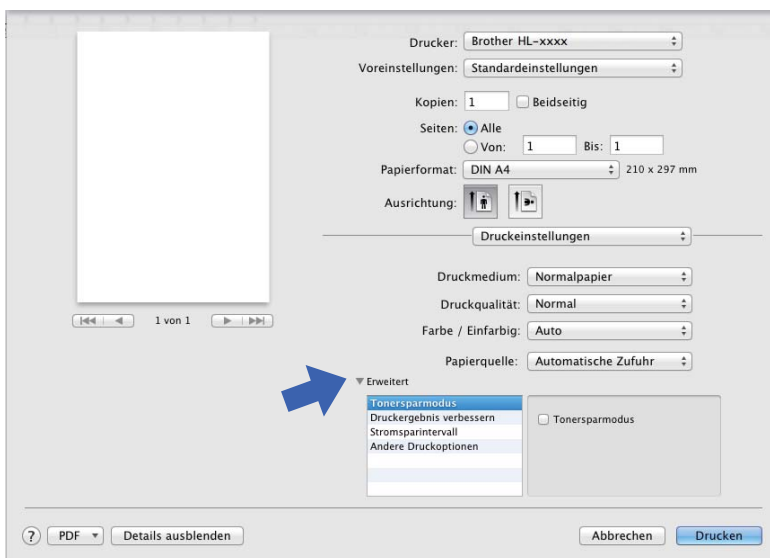 Drucker: Brother HL-xxxx
Voreinstellungen: Standardeinstellungen
Kopien: 1 Beidseitig
Seiten: Alle
Von: 1 Bis: 1
Papierformat: DIN A4 210 x 297 mm
Ausrichtung:
Druckeinstellungen
Druckmedium: Normalpapier
Druckqualität: Normal
1 von 1
Farbe / Einfarbig: Auto
Papierquelle: Automatische Zufuhr
Erweitert
Tonersparmodus
Druckergebnis verbessern
Tonersparmodus
Stromsparintervall
Andere Druckoptionen
? PDF Details ausblenden Abbrechen Drucken